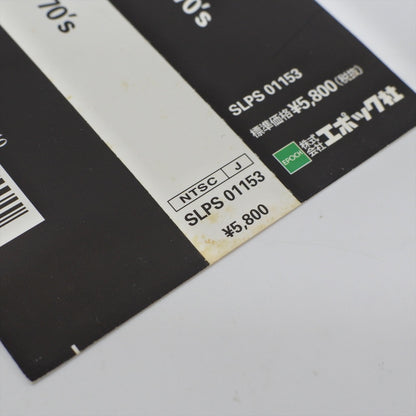 70's
NTSC J
SLPS 01153
¥5,800
0's
SLPS 01153
標準価格¥5,800(税抜)
EPOCH 株式会社エポック社